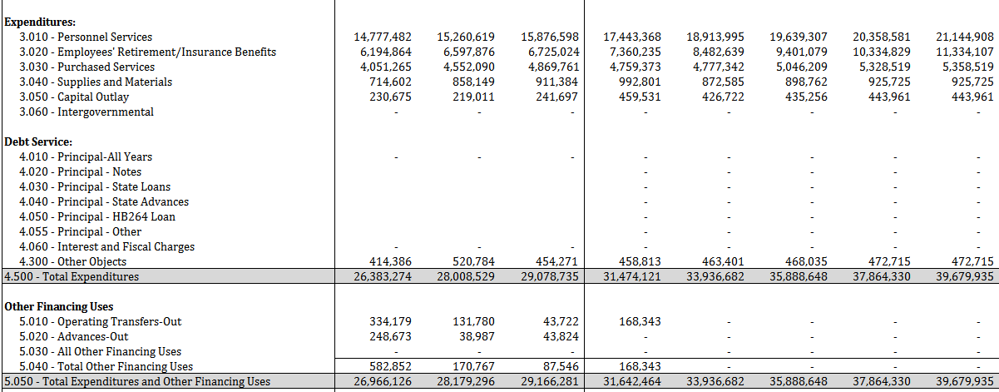 Expenditures:
3.010 - Personnel Services 14,777,482 15,260,619 15,876,598 17,443,368 18,913,995 19,639,307 20,358,581 21,144,908
3.020 - Employees' Retirement/Insurance Benefits 6,194,864 6,597,876 6,725,024 7,360,235 8,482,639 9,401,079 10,334,829 11,334,107
3.030 - Purchased Services 4,051,265 4,552,090 4,869,761 4,759,373 4,777,342 5,046,209 5,328,519 5,358,519
3.040 - Supplies and Materials 714,602 858,149 911,384 992,801 872,585 898,762 925,725 925,725
3.050 - Capital Outlay 230,675 219,011 241,697 459,531 426,722 435,256 443,961 443,961
3.060 - Intergovernmental - - - - - - - -
Debt Service:
4.010 - Principal-All Years - - - - - - - -
4.020 - Principal - Notes - - - - -
4.030 - Principal - State Loans - - - - -
4.040 - Principal - State Advances - - - - -
4.050 - Principal - HB264 Loan - - - - -
4.055 - Principal - Other - - - - -
4.060 - Interest and Fiscal Charges - - - - - - - -
4.300 - Other Objects 414,386 520,784 454,271 458,813 463,401 468,035 472,715 472,715
4.500 - Total Expenditures 26,383,274 28,008,529 29,078,735 31,474,121 33,936,682 35,888,648 37,864,330 39,679,935
Other Financing Uses
5.010 - Operating Transfers-Out 334,179 131,780 43,722 168,343 - - - -
5.020 - Advances-Out 248,673 38,987 43,824 - - - - -
5.030 - All Other Financing Uses - - - - - - - -
5.040 - Total Other Financing Uses 582,852 170,767 87,546 168,343 - - - -
5.050 - Total Expenditures and Other Financing Uses 26,966,126 28,179,296 29,166,281 31,642,464 33,936,682 35,888,648 37,864,330 39,679,935